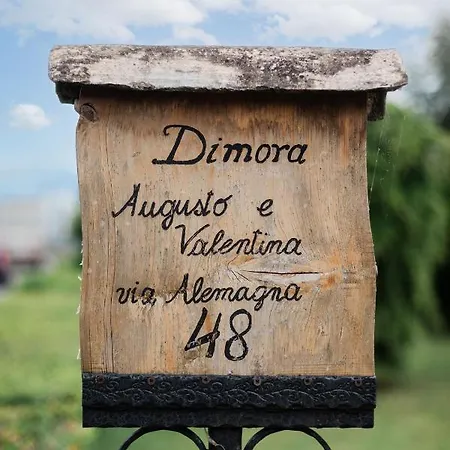 Dimora
Augusto e
Valentina
via Alemagna
48